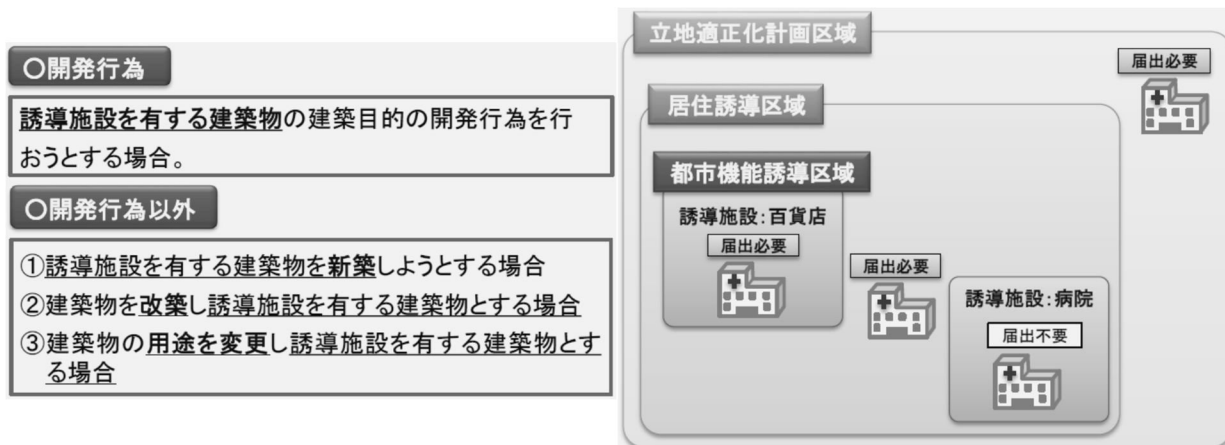 〇開発行為
誘導施設を有する建築物の建築目的の開発行為を行
おうとする場合。
〇開発行為以外
①誘導施設を有する建築物を新築しようとする場合
②建築物を改築し誘導施設を有する建築物とする場合
③建築物の用途を変更し誘導施設を有する建築物とす
る場合
立地適正化計画区域
届出必要
居住誘導区域
都市機能誘導区域
誘導施設:百貨店
届出必要
届出必要
誘導施設:病院
届出不要